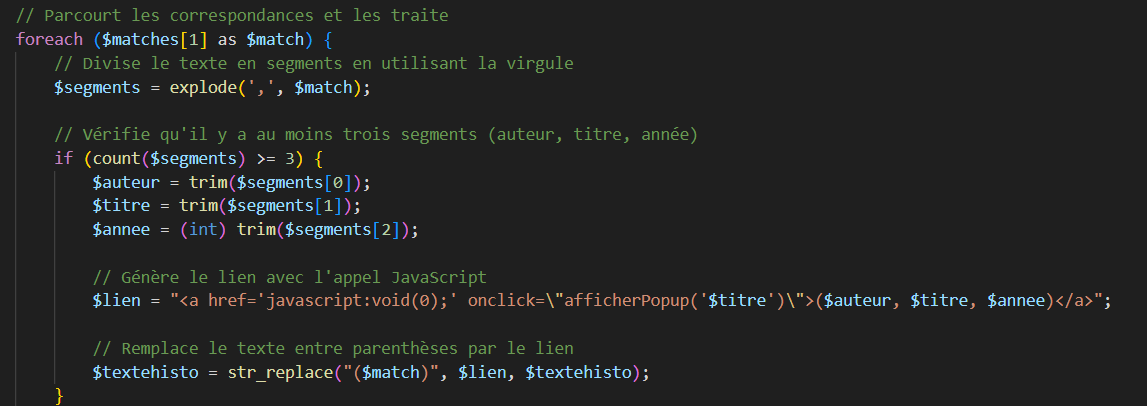 // Parcourt les correspondances et les traite
foreach ($matches[1] as $match) {
// Divise le texte en segments en utilisant la virgule
$segments = explode(',', $match);
// Vérifie qu'il y a au moins trois segments (auteur, titre, année)
if (count($segments) >= 3) {
$auteur = trim($segments[0]);
$titre = trim($segments[1]);
$annee = (int) trim($segments[2]);
// Génère le lien avec l'appel JavaScript
$lien = "<a href='javascript:void(0);' onclick=\"afficherPopup('$titre')\">($auteur, $titre, $annee)</a>";
// Remplace le texte entre parenthèses par le lien
$textehisto = str_replace("($match)", $lien, $textehisto);
}